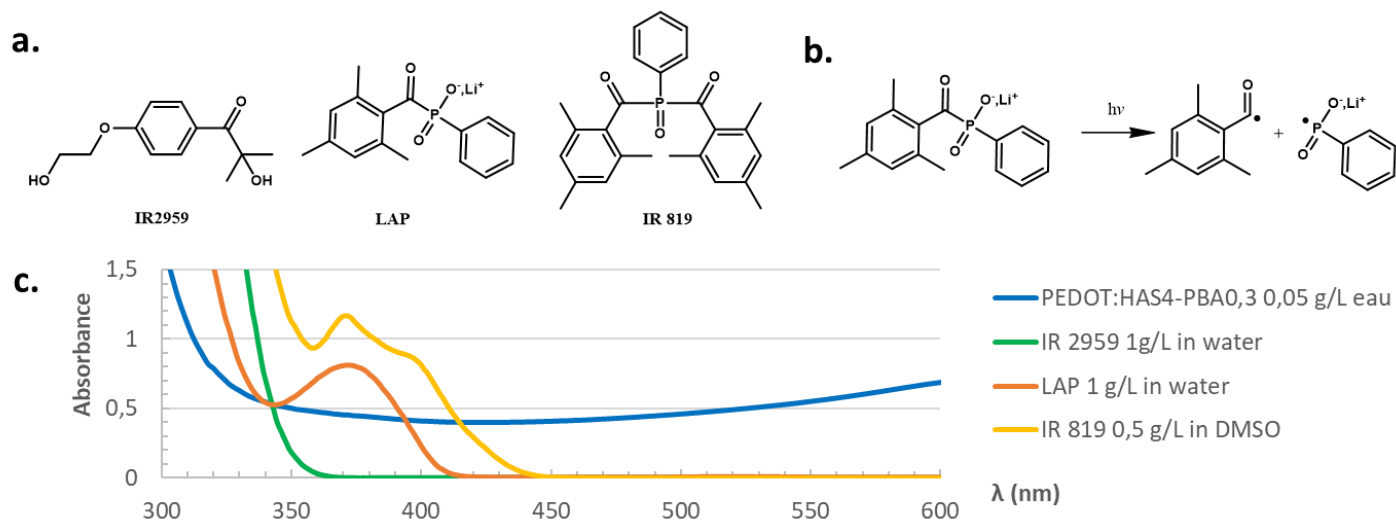 a.
O
O
HO
OH
IR2959
O
O⁻,Li⁺
P
O
LAP
O
O
P
O
IR 819
b.
O
O⁻,Li⁺
P
O
hν
O
+
O⁻,Li⁺
P
O
c.
Absorbance
1,5
1
0,5
0
300
350
400
450
500
550
600
λ (nm)
PEDOT:HAS4-PBA0,3 0,05 g/L eau
IR 2959 1g/L in water
LAP 1 g/L in water
IR 819 0,5 g/L in DMSO